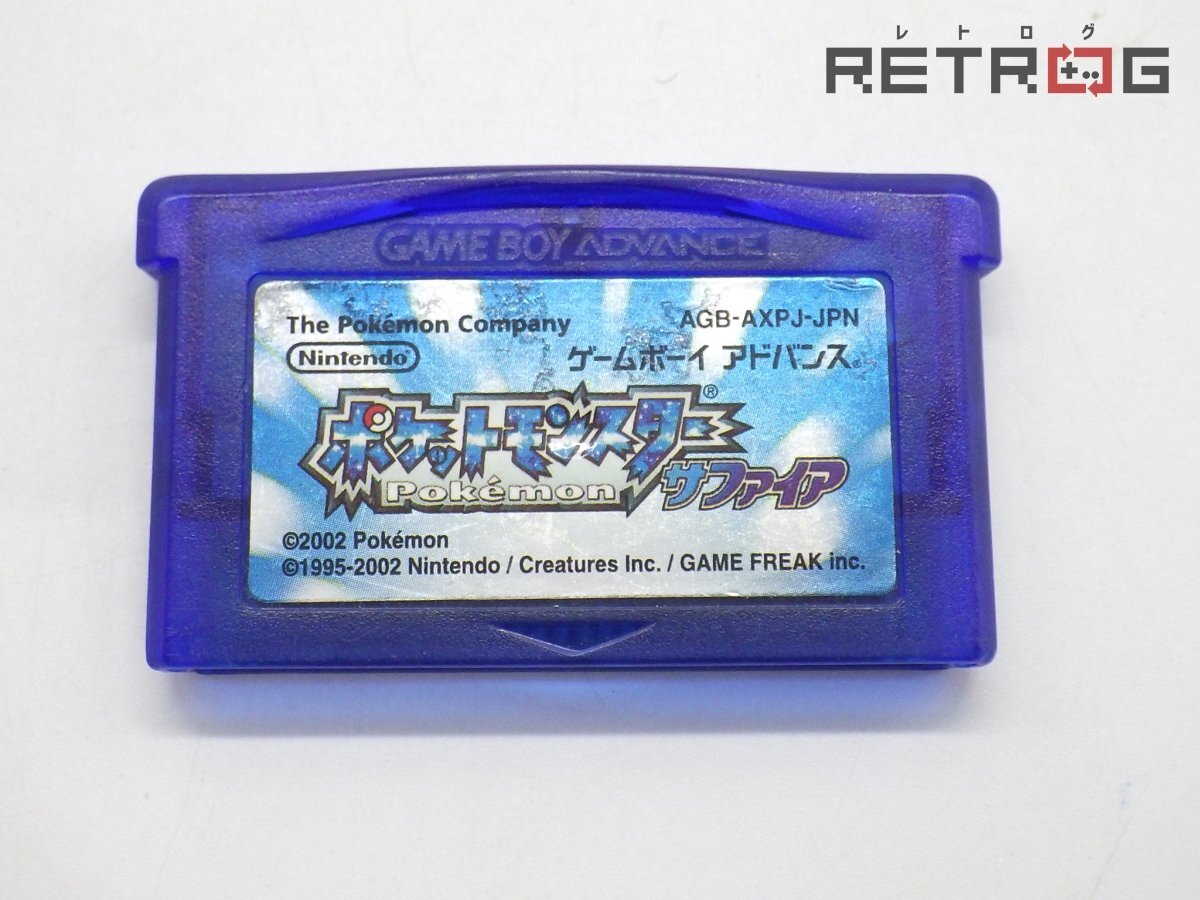 レトログ
RETROG
GAME BOY ADVANCE
The Pokémon Company
AGB-AXPJ-JPN
Nintendo®
ゲームボーイ アドバンス
ポケットモンスター®
Pokémon
サファイア
©2002 Pokémon
©1995-2002 Nintendo / Creatures Inc. / GAME FREAK inc.